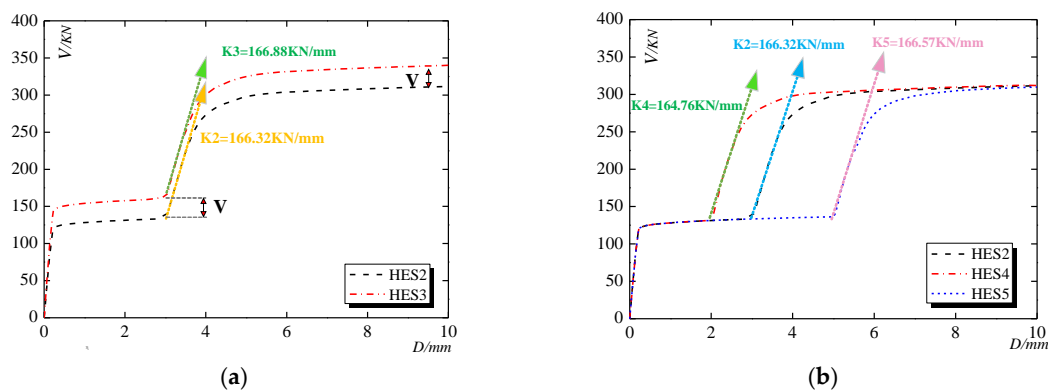 V/KN
400
350
300
250
200
150
100
50
0
K3=166.88KN/mm
K2=166.32KN/mm
V
V
HES2
HES3
0 2 4 6 8 10
D/mm
(a)
V/KN
400
350
300
250
200
150
100
50
0
K4=164.76KN/mm
K2=166.32KN/mm
K5=166.57KN/mm
HES2
HES4
HES5
0 2 4 6 8 10
D/mm
(b)